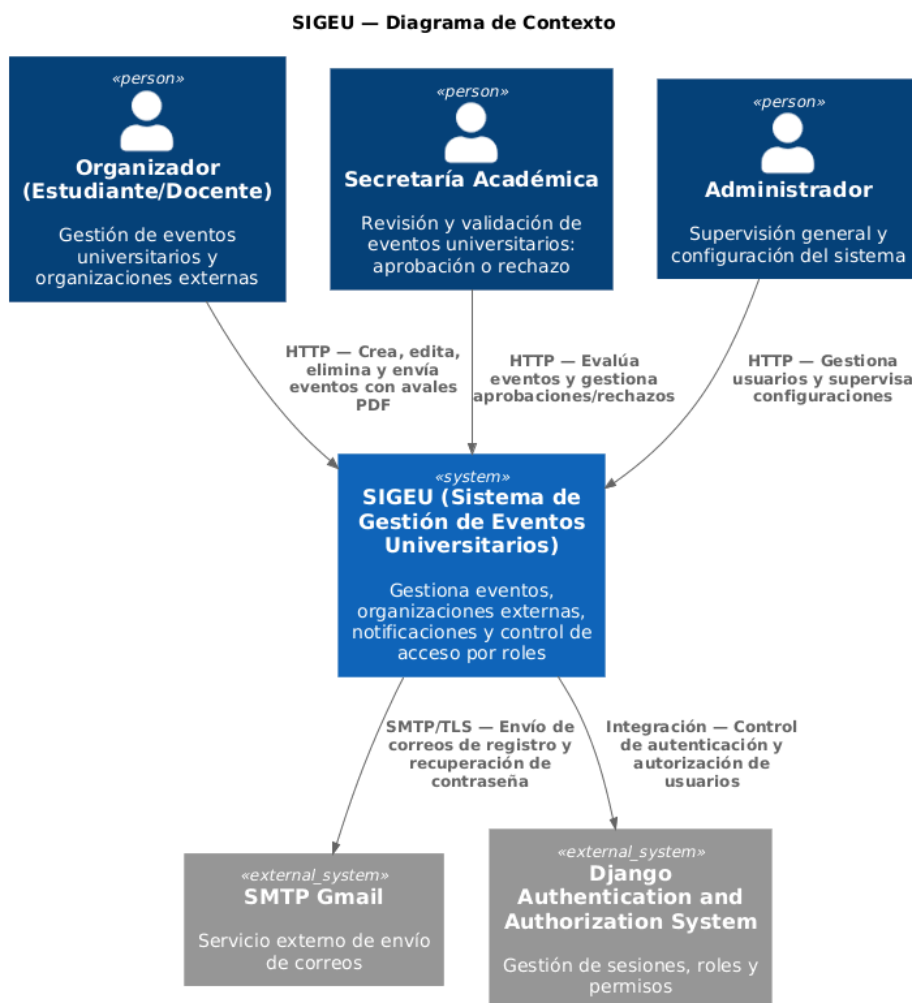 SIGEU — Diagrama de Contexto
«person»
Organizador
(Estudiante/Docente)
Gestión de eventos
universitarios y
organizaciones externas
«person»
Secretaría Académica
Revisión y validación de
eventos universitarios:
aprobación o rechazo
«person»
Administrador
Supervisión general y
configuración del sistema
HTTP — Crea, edita,
elimina y envía
eventos con avales
PDF
HTTP — Evalúa
eventos y gestiona
aprobaciones/rechazos
HTTP — Gestiona
usuarios y supervisa
configuraciones
«system»
SIGEU (Sistema de
Gestión de Eventos
Universitarios)
Gestiona eventos,
organizaciones externas,
notificaciones y control de
acceso por roles
SMTP/TLS — Envío de
correos de registro y
recuperación de
contraseña
Integración — Control
de autenticación y
autorización de
usuarios
«external_system»
SMTP Gmail
Servicio externo de envío
de correos
«external_system»
Django
Authentication and
Authorization System
Gestión de sesiones, roles y
permisos